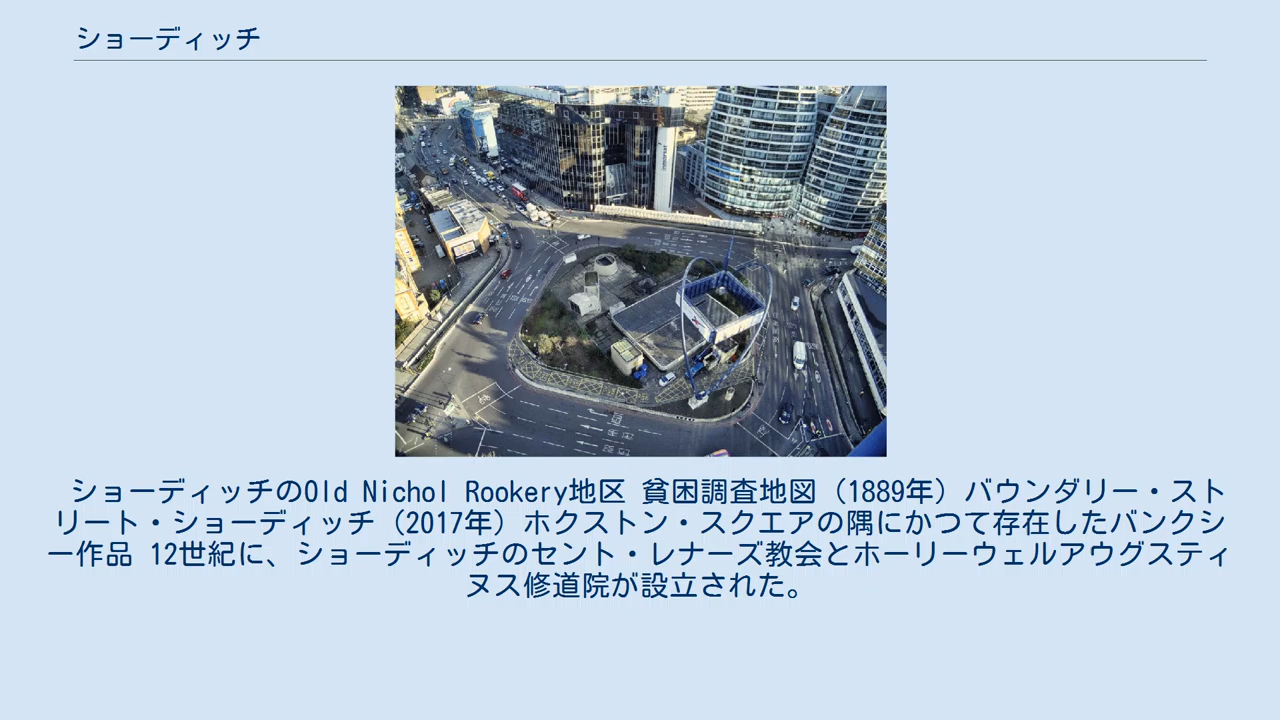 ショーディッチ
ショーディッチのOld Nichol Rookery地区 貧困調査地図（1889年）バウンダリー・スト
リート・ショーディッチ（2017年）ホクストン・スクエアの隅にかつて存在したバンクシ
ー作品 12世紀に、ショーディッチのセント・レナーズ教会とホーリーウェルアウグスティ
ヌス修道院が設立された。